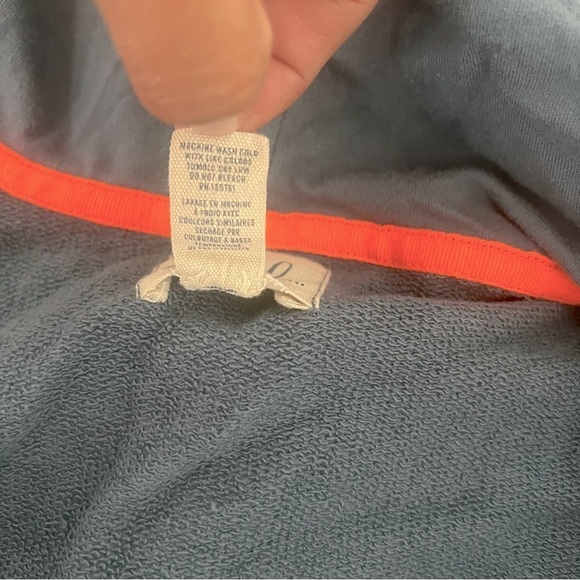 MACHINE WASH COLD
WITH LIKE COLORS
TUMBLE DRY LOW
DO NOT BLEACH
LAVAGE EN MACHINE
A FROID AVEC
COULEURS SIMILAIRES
SECHAGE PAR
CULBUTAGE A BASSE
O